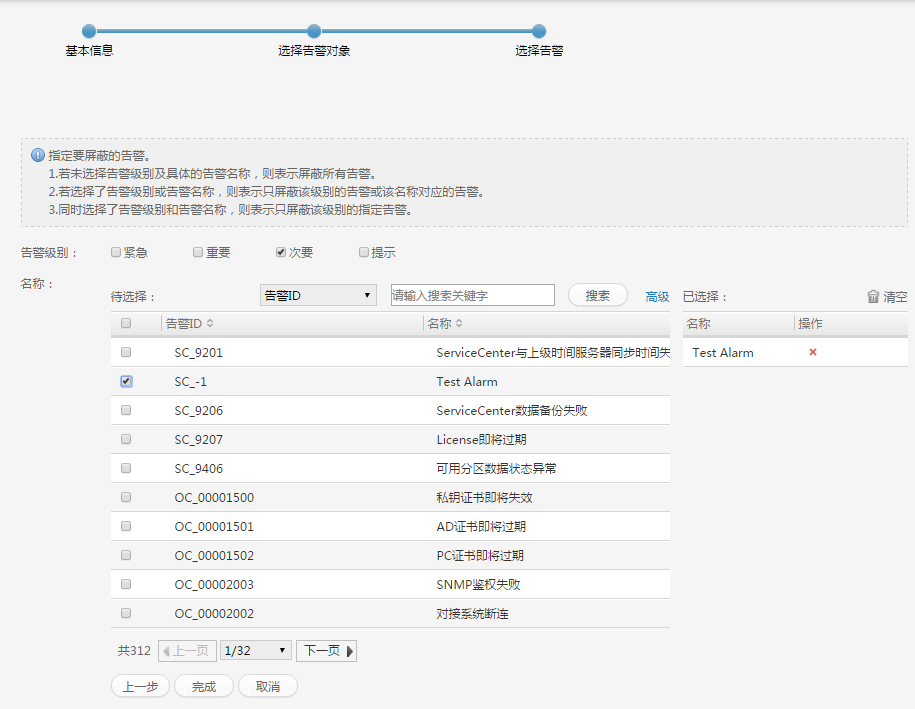 基本信息 选择告警对象 选择告警
指定要屏蔽的告警。
1.若未选择告警级别及具体的告警名称，则表示屏蔽所有告警。
2.若选择了告警级别或告警名称，则表示只屏蔽该级别的告警或该名称对应的告警。
3.同时选择了告警级别和告警名称，则表示只屏蔽该级别的指定告警。
告警级别： 紧急 重要 次要 提示
名称：
待选择： 告警ID 请输入搜索关键字 搜索 高级 已选择： 清空
告警ID 名称 名称 操作
SC_9201 ServiceCenter与上级时间服务器同步时间失 Test Alarm
SC_-1 Test Alarm
SC_9206 ServiceCenter数据备份失败
SC_9207 License即将过期
SC_9406 可用分区数据状态异常
OC_00001500 私钥证书即将失效
OC_00001501 AD证书即将过期
OC_00001502 PC证书即将过期
OC_00002003 SNMP鉴权失败
OC_00002002 对接系统断连
共312 上一页 1/32 下一页
上一步 完成 取消